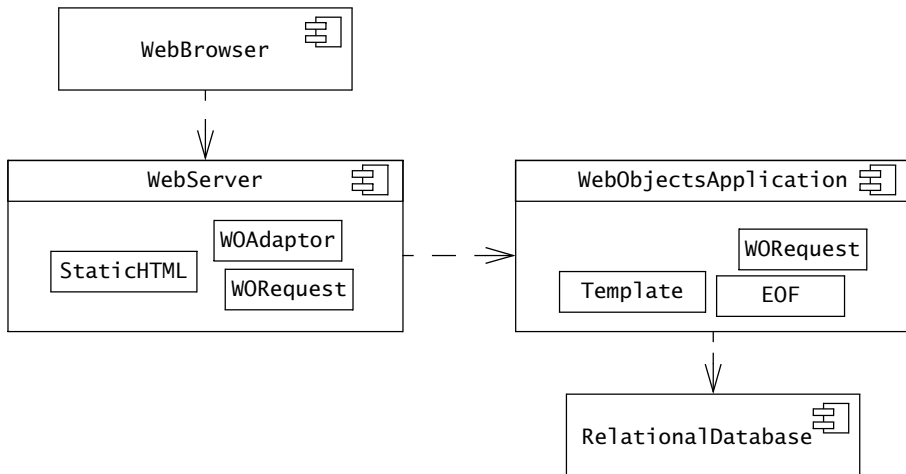 WebBrowser
WebServer
WOAdaptor
StaticHTML
WORequest
WebObjectsApplication
WORequest
Template
EOF
RelationalDatabase